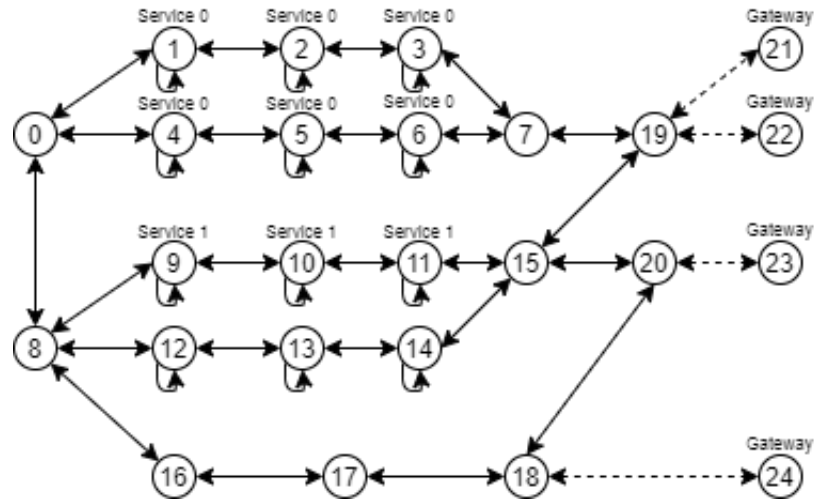 Service 0 Service 0 Service 0 Gateway
1 2 3 21
Service 0 Service 0 Service 0 Gateway
0 4 5 6 7 19 22
Service 1 Service 1 Service 1 Gateway
9 10 11 15 20 23
8 12 13 14
Gateway
16 17 18 24